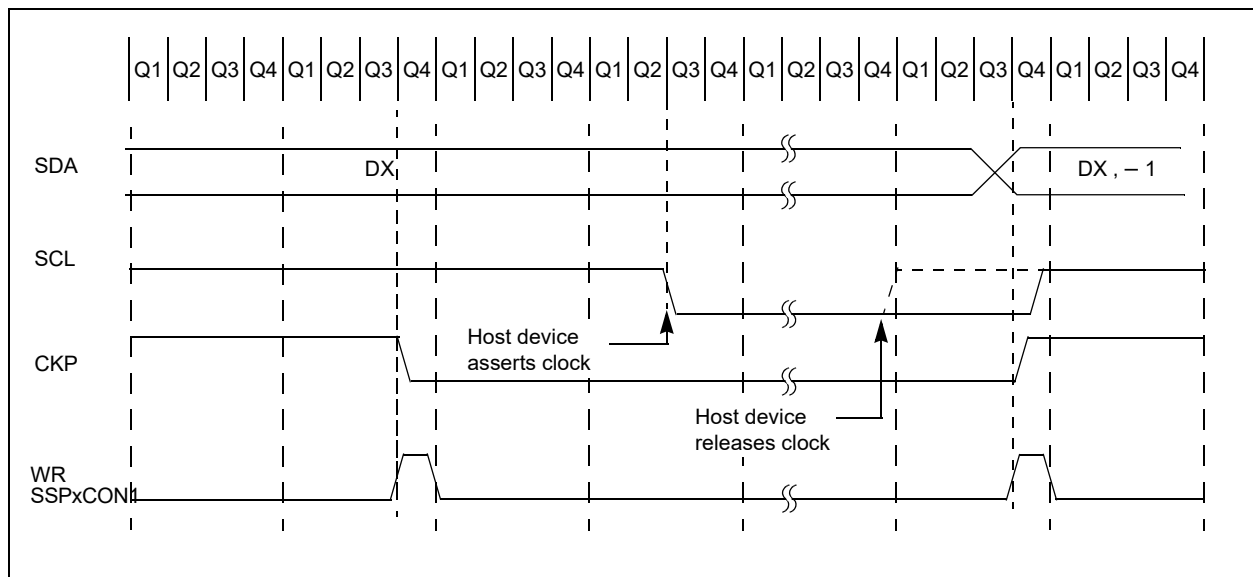 Q1 Q2 Q3 Q4 Q1 Q2 Q3 Q4 Q1 Q2 Q3 Q4 Q1 Q2 Q3 Q4 Q1 Q2 Q3 Q4 Q1 Q2 Q3 Q4 Q1 Q2 Q3 Q4
SDA
DX
DX , – 1
SCL
Host device
asserts clock
CKP
Host device
releases clock
WR
SSPxCON1